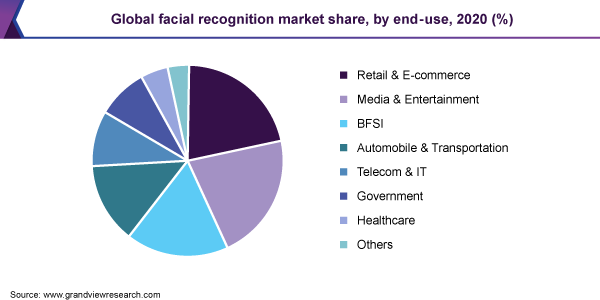 Global facial recognition market share, by end-use, 2020 (%)
Retail & E-commerce
Media & Entertainment
BFSI
Automobile & Transportation
Telecom & IT
Government
Healthcare
Others
Source: www.grandviewresearch.com